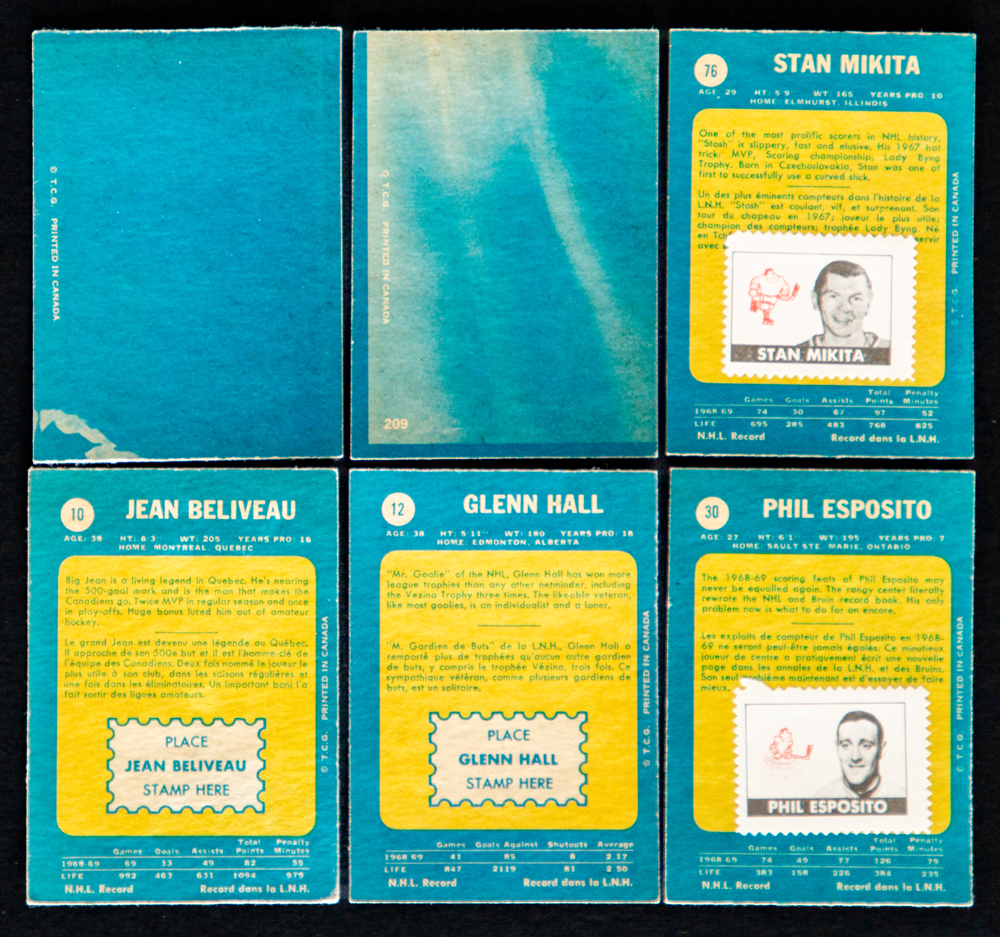 © T.C.G. PRINTED IN CANADA
© T.C.G. PRINTED IN CANADA
209
76
STAN MIKITA
AGE: 29 HT: 5'9 WT: 165 YEARS PRO: 10
HOME: ELMHURST, ILLINOIS
One of the most prolific scorers in NHL history,
"Stosh" is slippery, fast and elusive. His 1967 hat
trick: MVP, Scoring championship, Lady Byng
Trophy. Born in Czechoslovakia, Stan was one of
first to successfully use a curved stick.
Un des plus éminents compteurs dans l'histoire de la
L.N.H. "Stosh" est coulant, vif, et surprenant. Son
tour du chapeau en 1967; joueur le plus utile,
champion des compteurs, trophée Lady Byng. Né
en Tch
servir
avec
STAN MIKITA
Games Goals Assists Total Points Penalty Minutes
1968-69 74 30 67 97 52
LIFE 695 285 483 768 825
N.H.L. Record Record dans la L.N.H.
© T.C.G. PRINTED IN CANADA
10
JEAN BELIVEAU
AGE: 38 HT: 6'3 WT: 205 YEARS PRO: 16
HOME: MONTREAL, QUEBEC
Big Jean is a living legend in Quebec. He's nearing
the 500-goal mark and is the man that makes the
Canadiens go. Twice MVP in regular season and once
in play-offs. Huge bonus lured him out of amateur
hockey.
Le grand Jean est devenu une légende au Québec.
Il approche de son 500e but et il est l'homme-clé de
l'équipe des Canadiens. Deux fois nommé le joueur le
plus utile à son club, dans les saisons régulières et
une fois dans les éliminatoires. Un important boni l'a
fait sortir des ligues amateurs.
PLACE
JEAN BELIVEAU
STAMP HERE
Games Goals Assists Total Points Penalty Minutes
1968-69 69 33 49 82 55
LIFE 992 463 631 1094 979
N.H.L. Record Record dans la L.N.H.
© T.C.G. PRINTED IN CANADA
12
GLENN HALL
AGE: 38 HT: 5'11" WT: 180 YEARS PRO: 18
HOME: EDMONTON, ALBERTA
"Mr. Goalie" of the NHL, Glenn Hall has won more
league trophies than any other netminder, including
the Vezina Trophy three times. The likeable veteran,
like most goalies, is an individualist and a loner.
"M. Gardien de Buts" de la L.N.H., Glenn Hall a
remporté plus de trophées qu'aucun autre gardien
de buts, y compris le trophée Vézina, trois fois. Ce
sympathique vétéran, comme plusieurs gardiens de
buts, est un solitaire.
PLACE
GLENN HALL
STAMP HERE
Games Goals Against Shutouts Average
1968-69 41 85 8 2.17
LIFE 847 2119 81 2.50
N.H.L. Record Record dans la L.N.H.
© T.C.G. PRINTED IN CANADA
30
PHIL ESPOSITO
AGE: 27 HT: 6'1 WT: 195 YEARS PRO: 7
HOME: SAULT STE. MARIE, ONTARIO
The 1968-69 scoring feats of Phil Esposito may
never be equalled again. The rangy center literally
rewrote the NHL and Bruin record book. His only
problem now is what to do for an encore.
Les exploits de compteur de Phil Esposito en 1968-
69 ne seront peut-être jamais égalés. Ce minutieux
joueur de centre a pratiquement écrit une nouvelle
page dans les annales de la L.N.H. et des Bruins.
Son seul problème maintenant est d'essayer de faire
mieux.
PHIL ESPOSITO
Games Goals Assists Total Points Penalty Minutes
1968-69 74 49 77 126 79
LIFE 383 158 226 384 235
N.H.L. Record Record dans la L.N.H.
© T.C.G. PRINTED IN CANADA